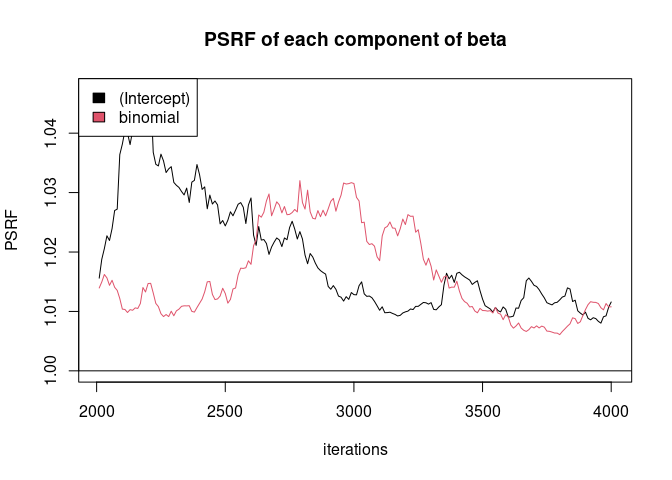 PSRF of each component of beta
(Intercept)
binomial
PSRF
1.04
1.03
1.02
1.01
1.00
2000 2500 3000 3500 4000
iterations